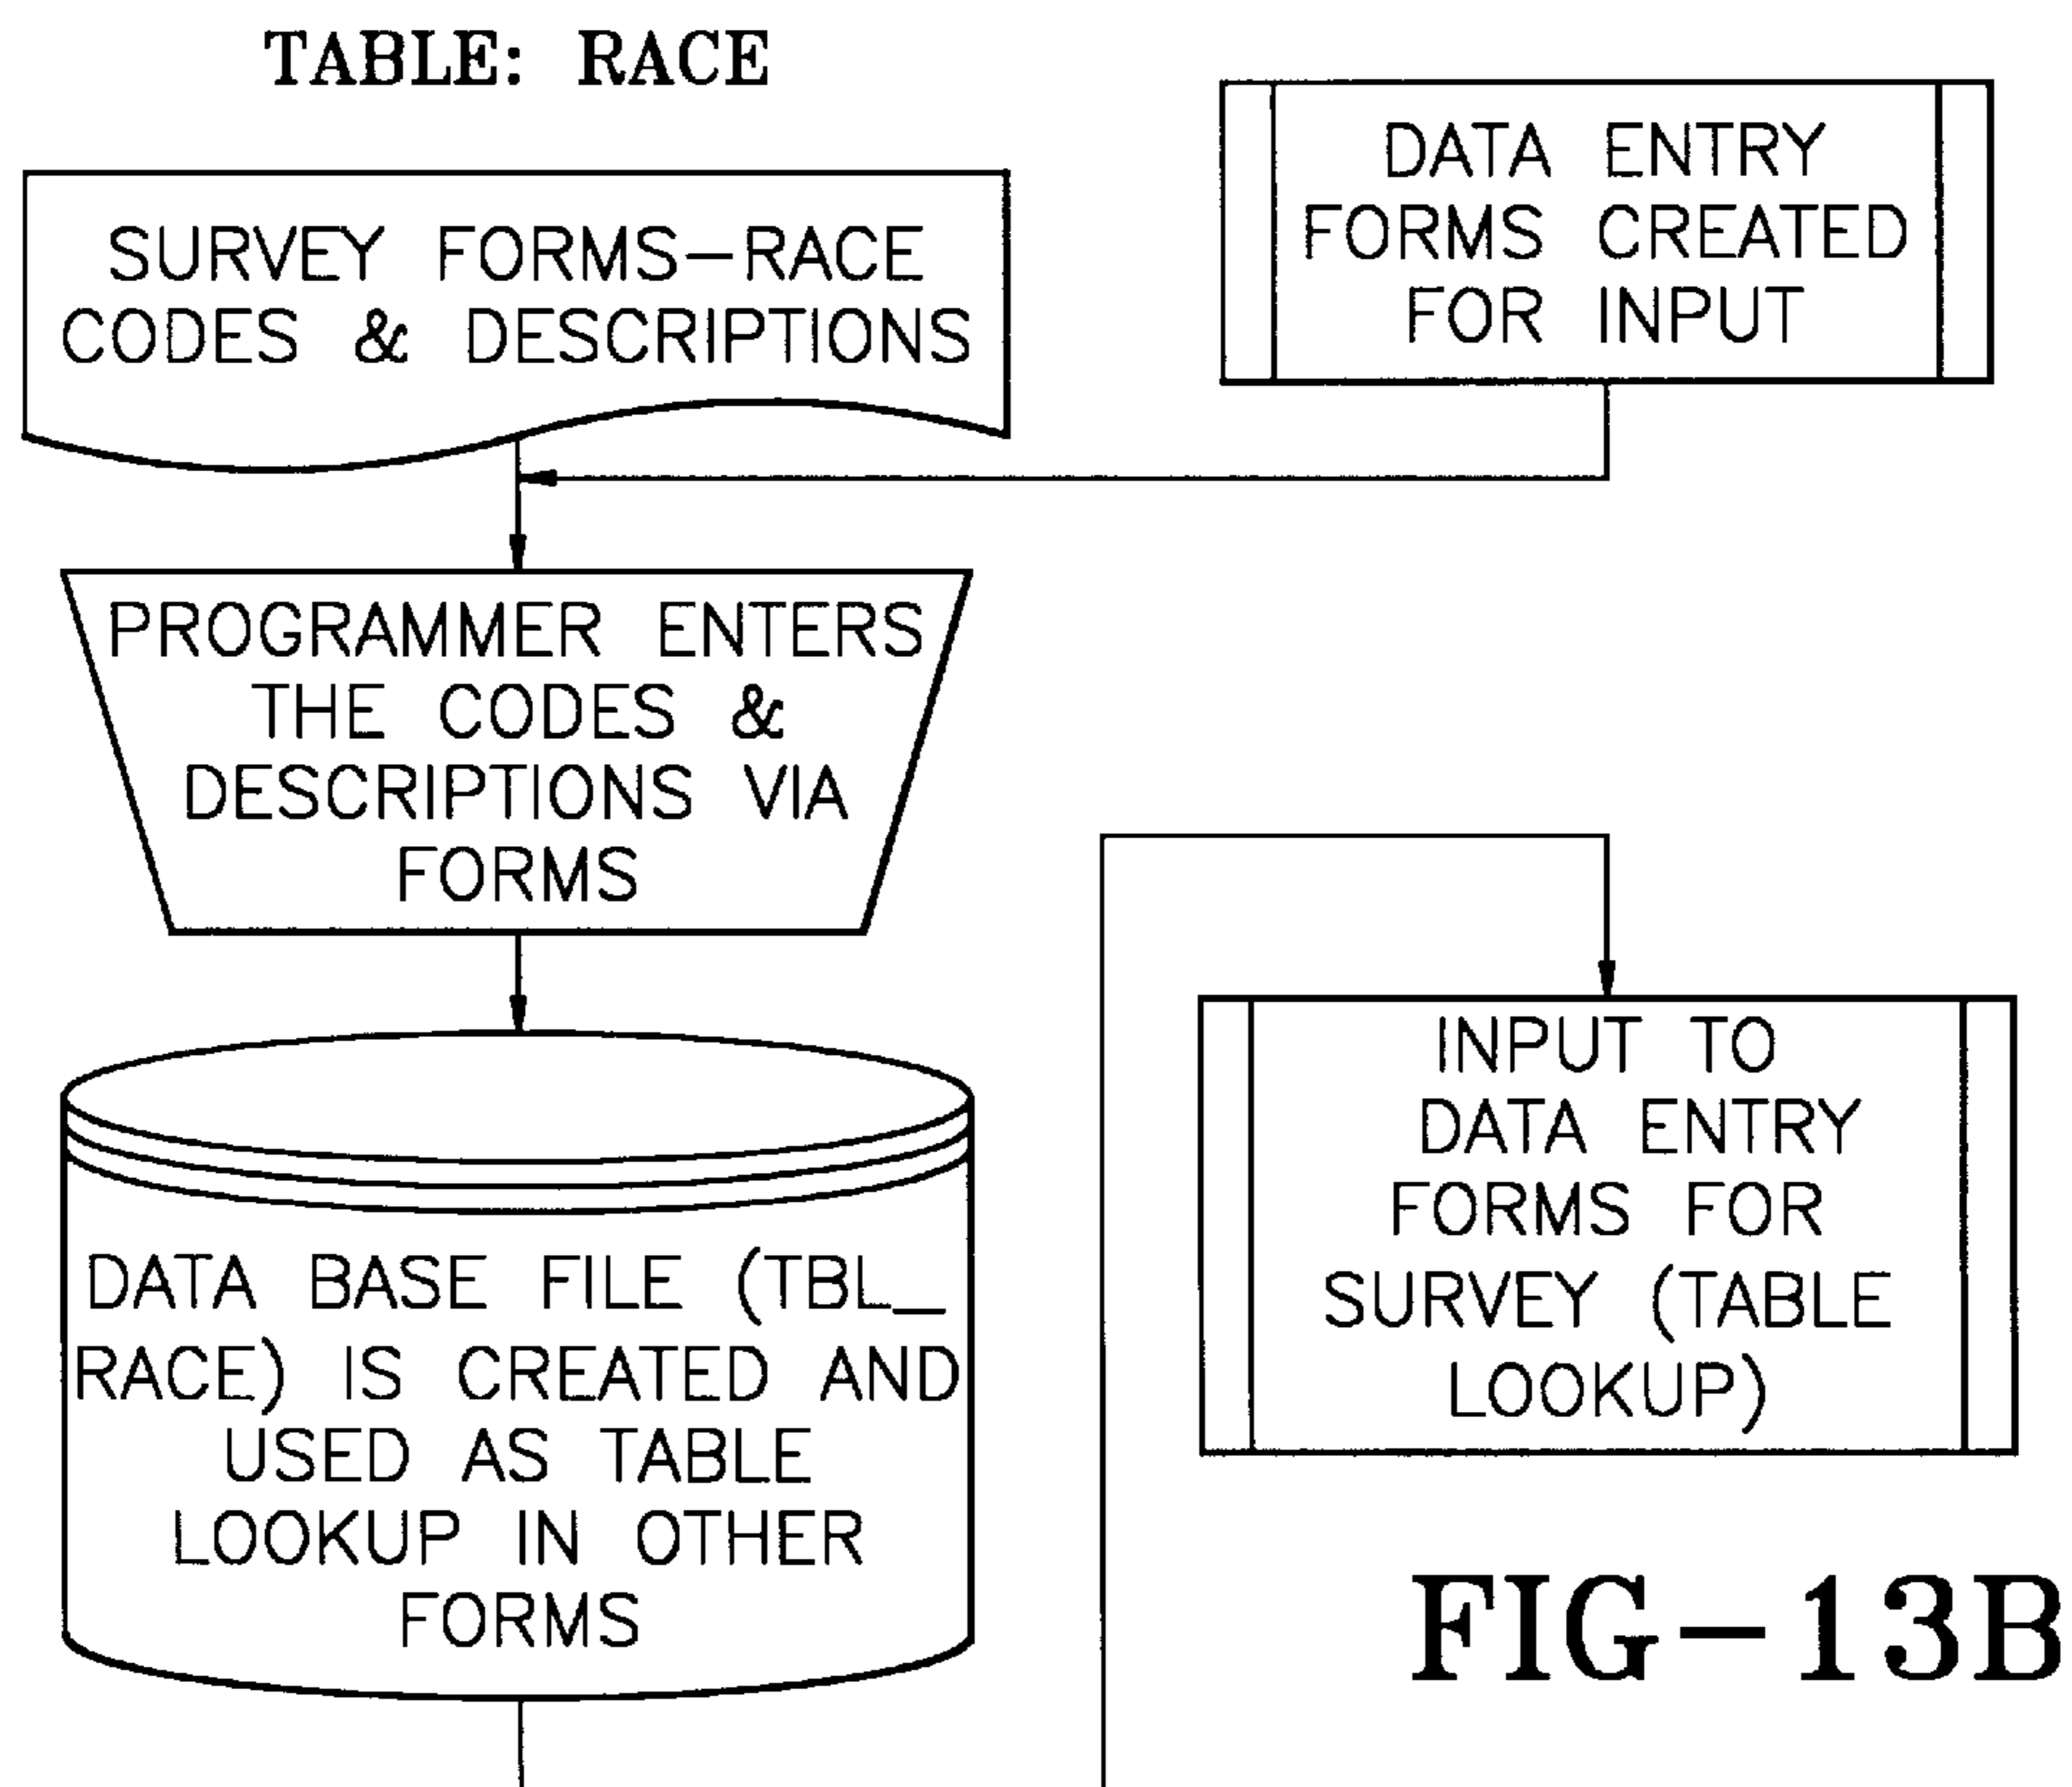 TABLE: RACE
SURVEY FORMS-RACE
CODES & DESCRIPTIONS
DATA ENTRY
FORMS CREATED
FOR INPUT
PROGRAMMER ENTERS
THE CODES &
DESCRIPTIONS VIA
FORMS
DATA BASE FILE (TBL_
RACE) IS CREATED AND
USED AS TABLE
LOOKUP IN OTHER
FORMS
INPUT TO
DATA ENTRY
FORMS FOR
SURVEY (TABLE
LOOKUP)
FIG-13B